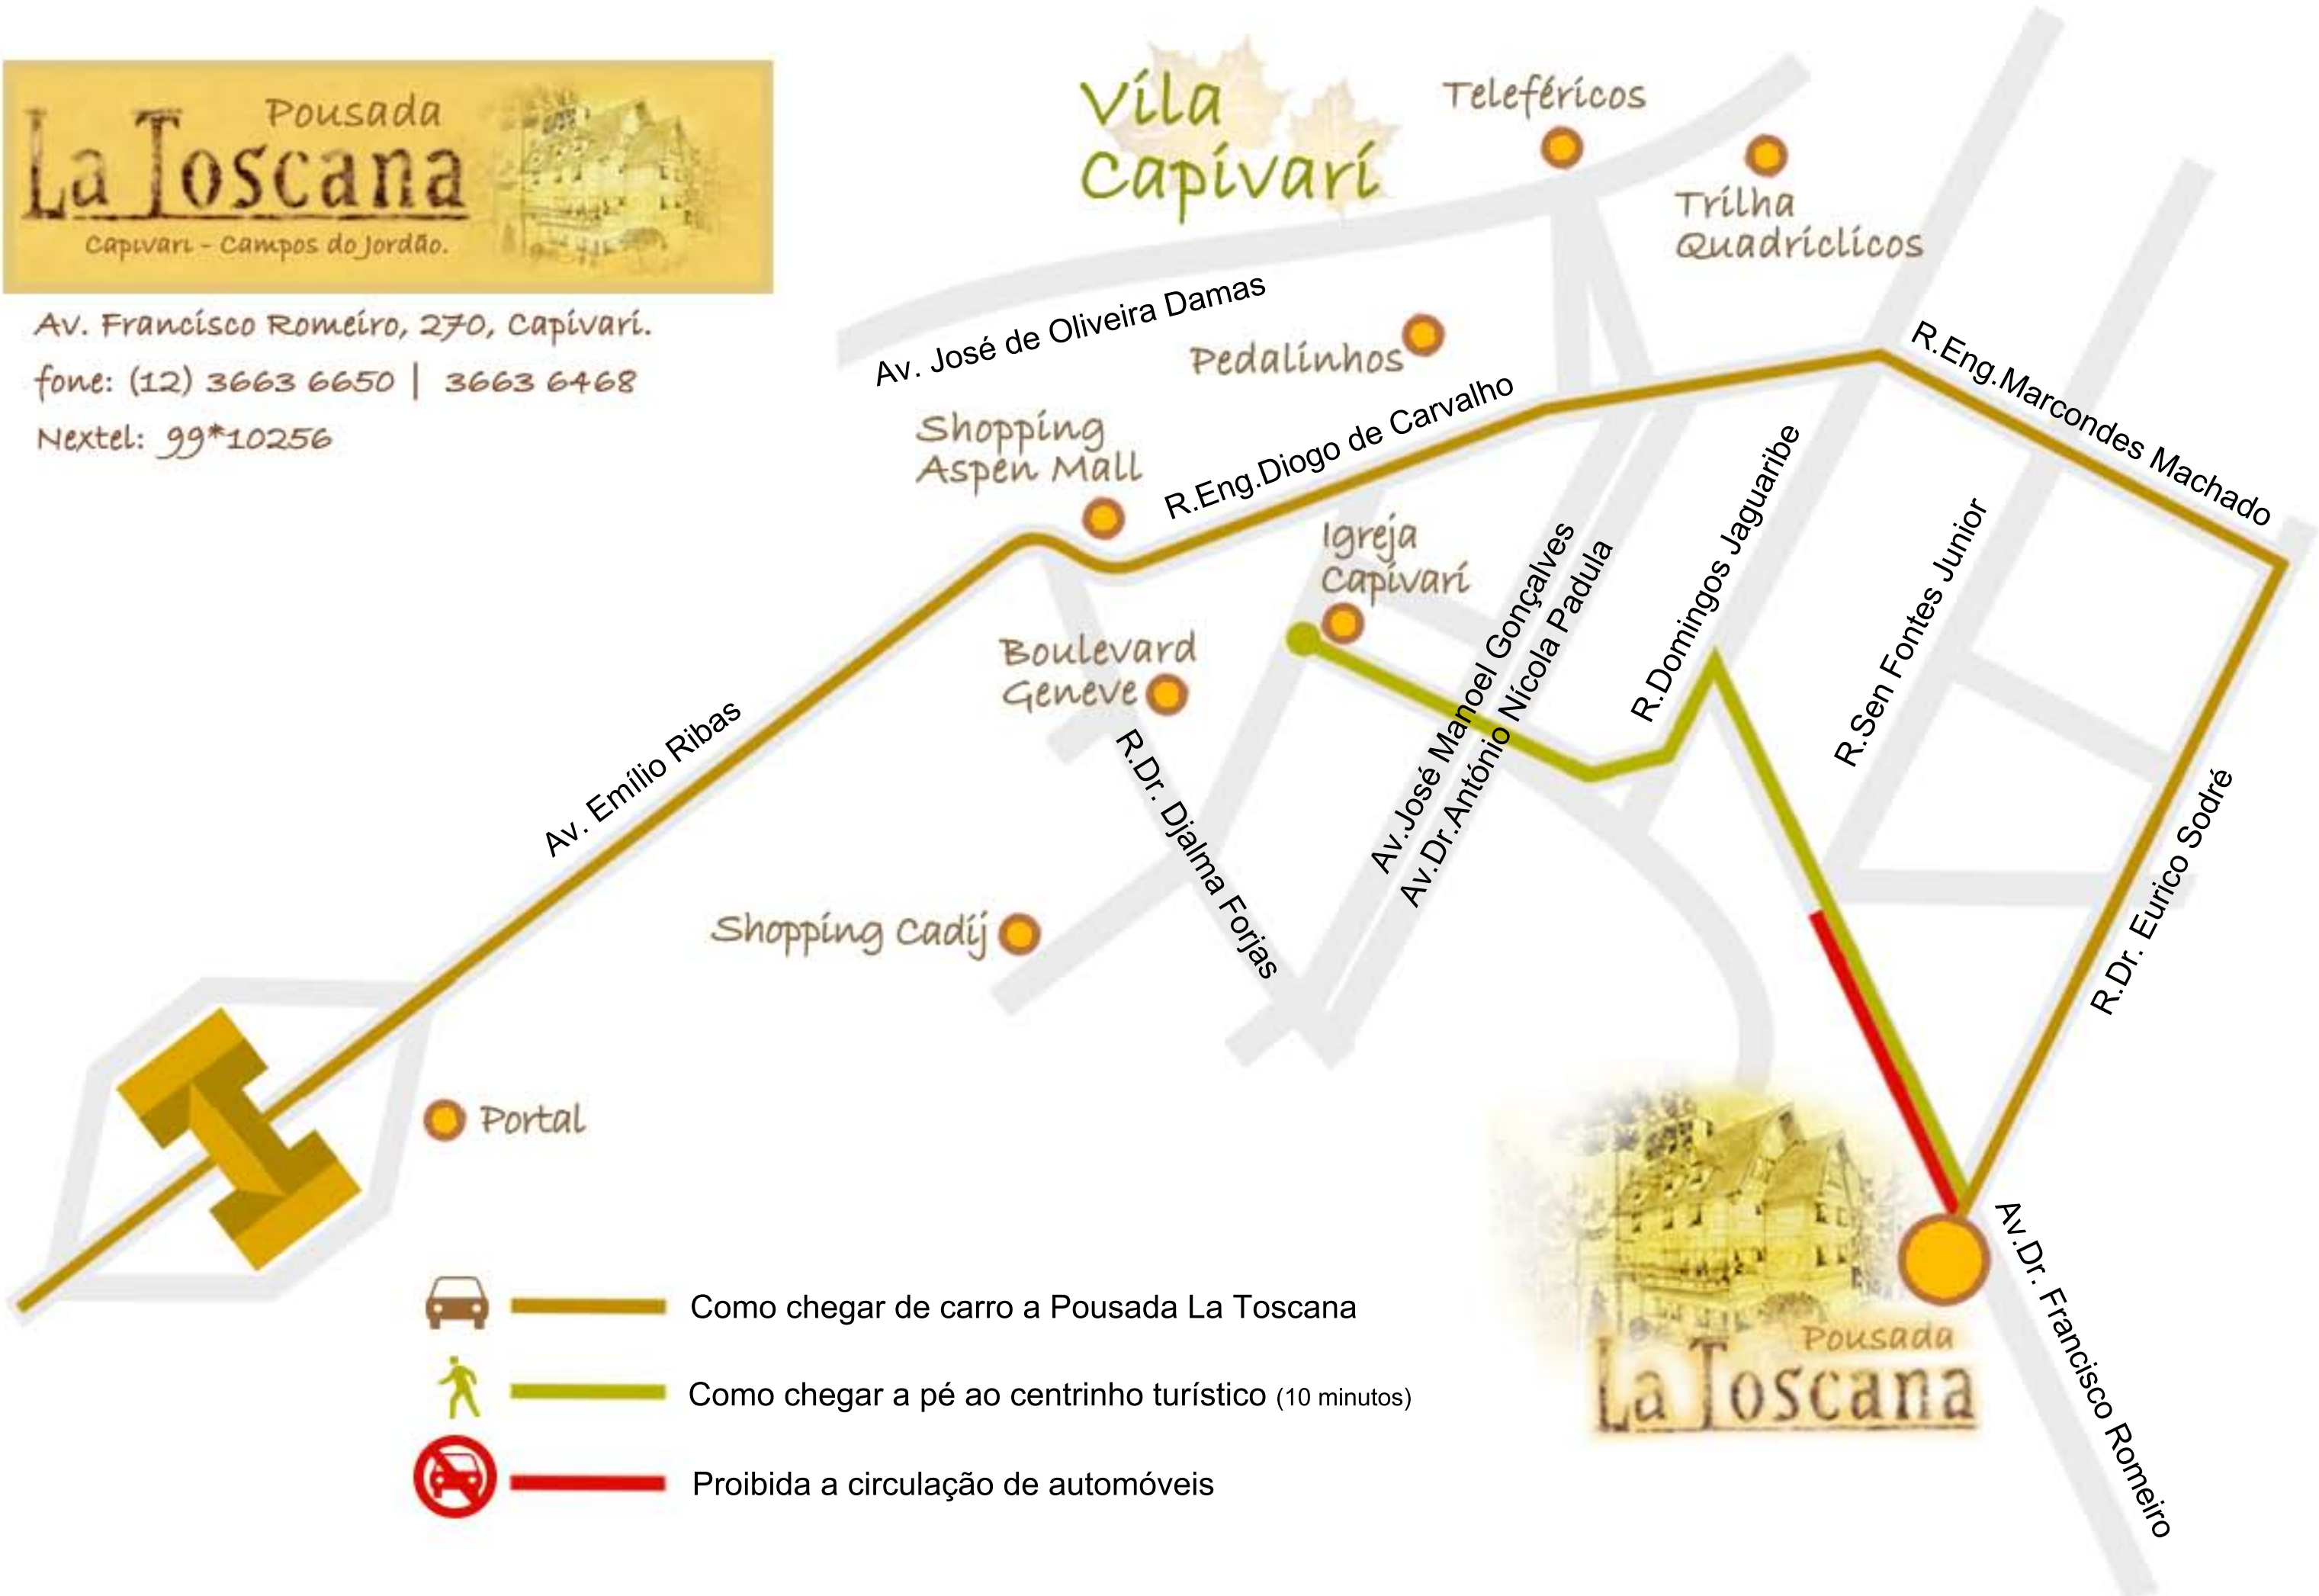 Pousada
La Toscana
Capivari - Campos do Jordão.
Av. Francisco Romeiro, 270, Capivari.
fone: (12) 3663 6650 | 3663 6468
Nextel: 99*10256
Vila
Capivari
Teleféricos
Trilha
Quadriclicos
Av. José de Oliveira Damas
Pedalinhos
R.Eng.Marcondes Machado
Shopping
Aspen Mall
R.Eng.Diogo de Carvalho
Igreja
Capivari
Boulevard
Geneve
Av.José Manoel Gonçalves
Av.Dr.António Nícola Padula
R.Domingos Jaguaribe
R.Sen Fontes Junior
Av. Emílio Ribas
R.Dr. Djalma Forjas
R.Dr. Eurico Sodré
Shopping Cadij
Portal
Av.Dr. Francisco Romeiro
Pousada
La Toscana
Como chegar de carro a Pousada La Toscana
Como chegar a pé ao centrinho turístico (10 minutos)
Proibida a circulação de automóveis